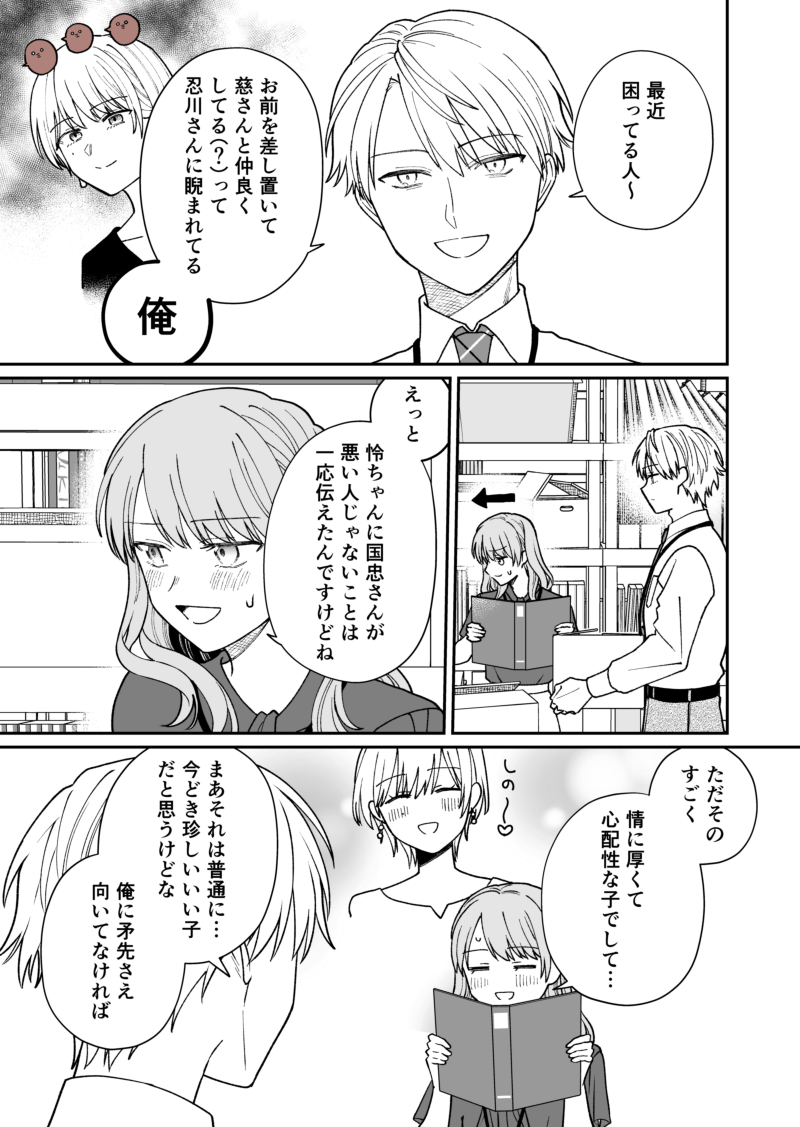 最近
困ってる人〜
お前を差し置いて
慈さんと仲良く
してる(?)って
忍川さんに睨まれてる
俺
えっと
怜ちゃんに国忠さんが
悪い人じゃないことは
一応伝えたんですけどね
ただその
すごく
情に厚くて
心配性な子でして…
しの〜♡
まあそれは普通に…
今どき珍しいいい子
だと思うけどな
俺に矛先さえ
向いてなければ